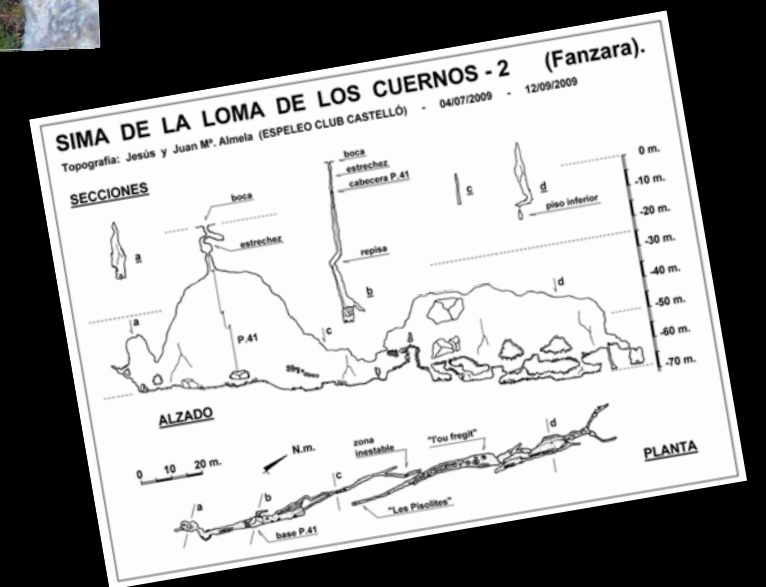 SIMA DE LA LOMA DE LOS CUERNOS - 2 (Fanzara).
Topografía: Jesús y Juan Mª. Almela (ESPELEO CLUB CASTELLÓ) - 04/07/2009 - 12/09/2009
SECCIONES
boca
estrechez
cabecera P.41
repisa
b
a
boca
estrechez
c
d
piso inferior
0 m.
-10 m.
-20 m.
-30 m.
-40 m.
-50 m.
-60 m.
-70 m.
a
P.41
c
d
ALZADO
0 10 20 m.
N.m.
zona
inestable
"l'ou fregit"
d
PLANTA
a
b
c
base P.41
"Les Pisolites"